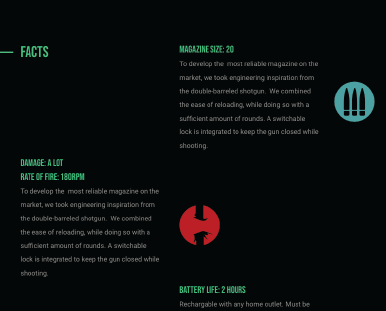 FACTS
MAGAZINE SIZE: 20
To develop the most reliable magazine on the
market, we took engineering inspiration from
the double-barreled shotgun. We combined
the ease of reloading, while doing so with a
sufficient amount of rounds. A switchable
lock is integrated to keep the gun closed while
shooting.
DAMAGE: A LOT
RATE OF FIRE: 180RPM
To develop the most reliable magazine on the
market, we took engineering inspiration from
the double-barreled shotgun. We combined
the ease of reloading, while doing so with a
sufficient amount of rounds. A switchable
lock is integrated to keep the gun closed while
shooting.
BATTERY LIFE: 2 HOURS
Rechargable with any home outlet. Must be